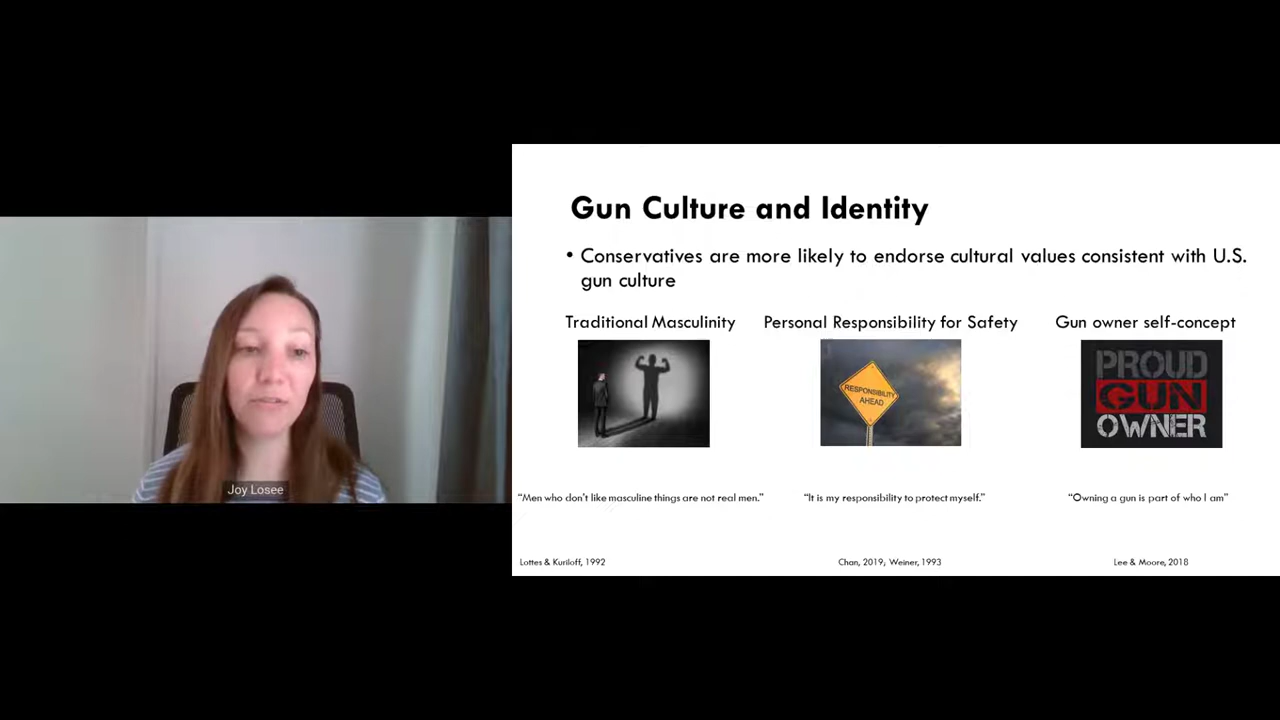 Gun Culture and Identity
• Conservatives are more likely to endorse cultural values consistent with U.S.
gun culture
Traditional Masculinity
Personal Responsibility for Safety
Gun owner self-concept
RESPONSIBILITY
AHEAD
PROUD
GUN
OWNER
"Men who don't like masculine things are not real men."
"It is my responsibility to protect myself."
"Owning a gun is part of who I am"
Lottes & Kuriloff, 1992
Chan, 2019; Weiner, 1993
Lee & Moore, 2018
Joy Losee